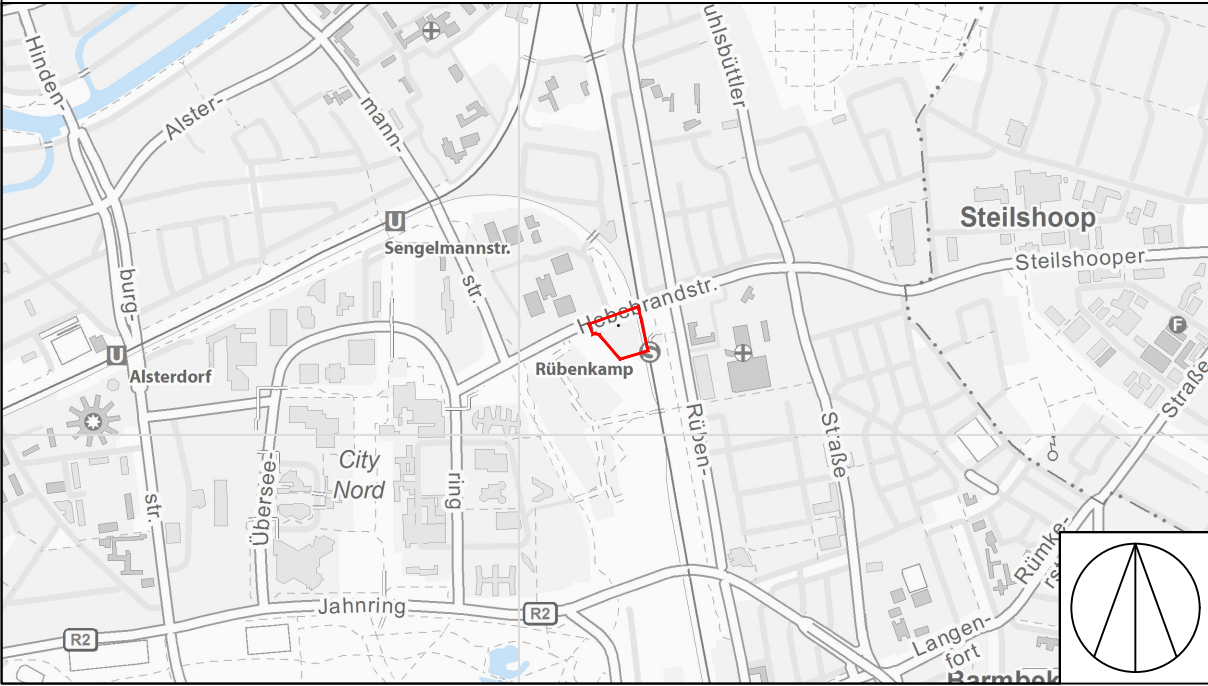 Hinden-
Alster-
mann-
uhlsbüttler
U
Sengelmannstr.
Steilshoop
Steilshooper
burg-
str.
Hebebrandstr.
F
U
Alsterdorf
Rübenkamp
S
Straße
Rüben-
Straße
City
Nord
Übersee-
ring
str.
Jahnring
R2
R2
Rümke-
rst
Langen-
fort
Barmbek